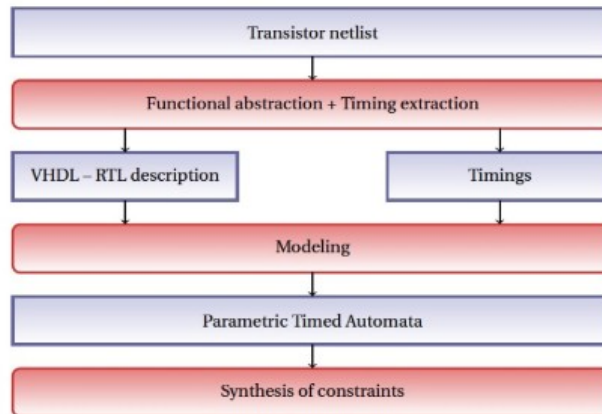 Transistor netlist
Functional abstraction + Timing extraction
VHDL – RTL description
Timings
Modeling
Parametric Timed Automata
Synthesis of constraints